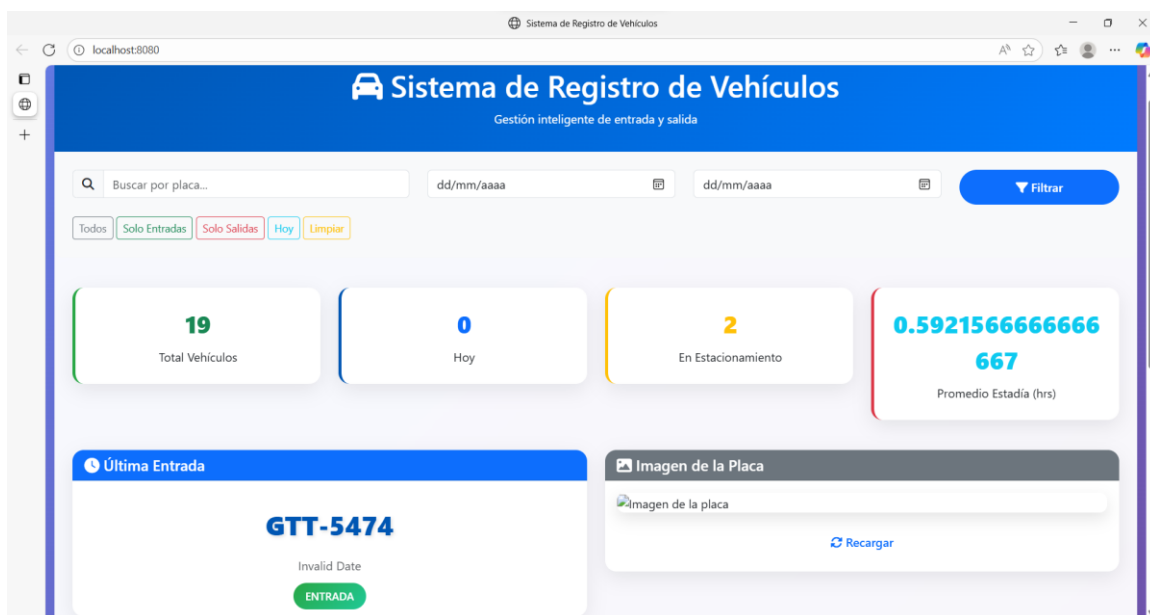 Sistema de Registro de Vehículos
localhost:8080
Sistema de Registro de Vehículos
Gestión inteligente de entrada y salida
Buscar por placa...
dd/mm/aaaa
dd/mm/aaaa
Filtrar
Todos
Solo Entradas
Solo Salidas
Hoy
Limpiar
19
Total Vehículos
0
Hoy
2
En Estacionamiento
0.5921566666666
667
Promedio Estadía (hrs)
Última Entrada
GTT-5474
Invalid Date
ENTRADA
Imagen de la Placa
Imagen de la placa
Recargar